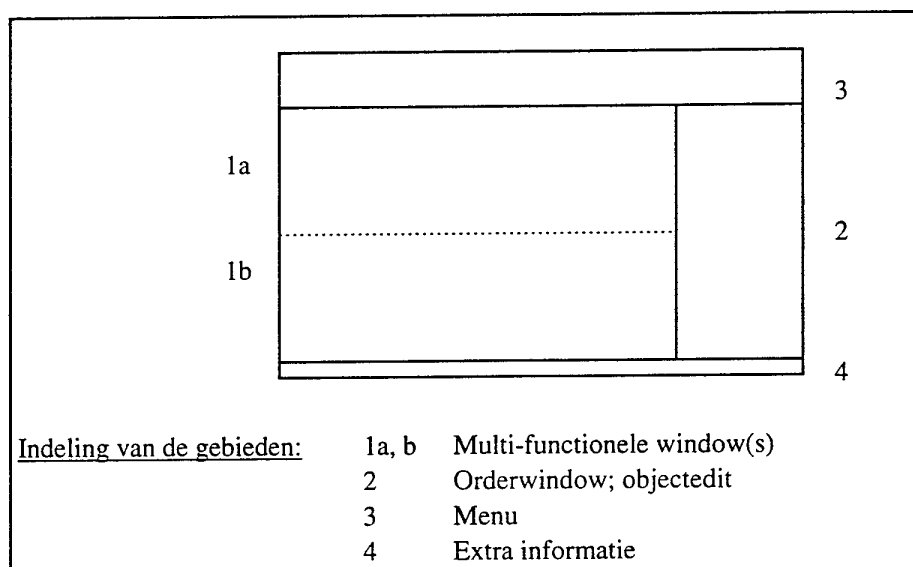 3
1a
2
1b
4
Indeling van de gebieden: 1a, b Multi-functionele window(s)
2 Orderwindow; objectedit
3 Menu
4 Extra informatie